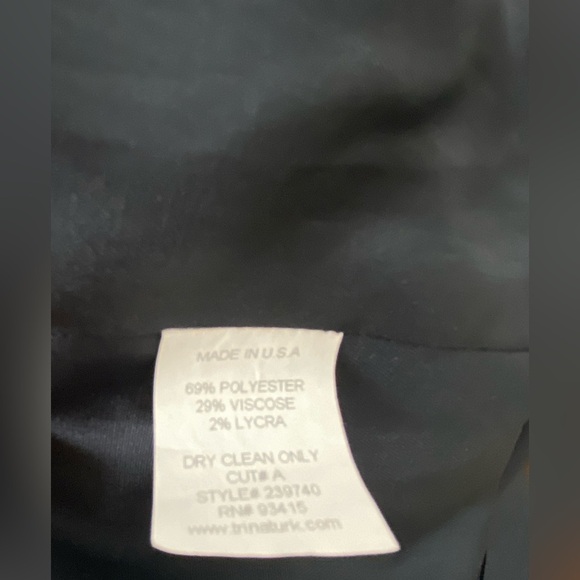 MADE IN U.S.A
69% POLYESTER
29% VISCOSE
2% LYCRA
DRY CLEAN ONLY
CUT# A
STYLE# 239740
RN# 93415
www.trinaturk.com